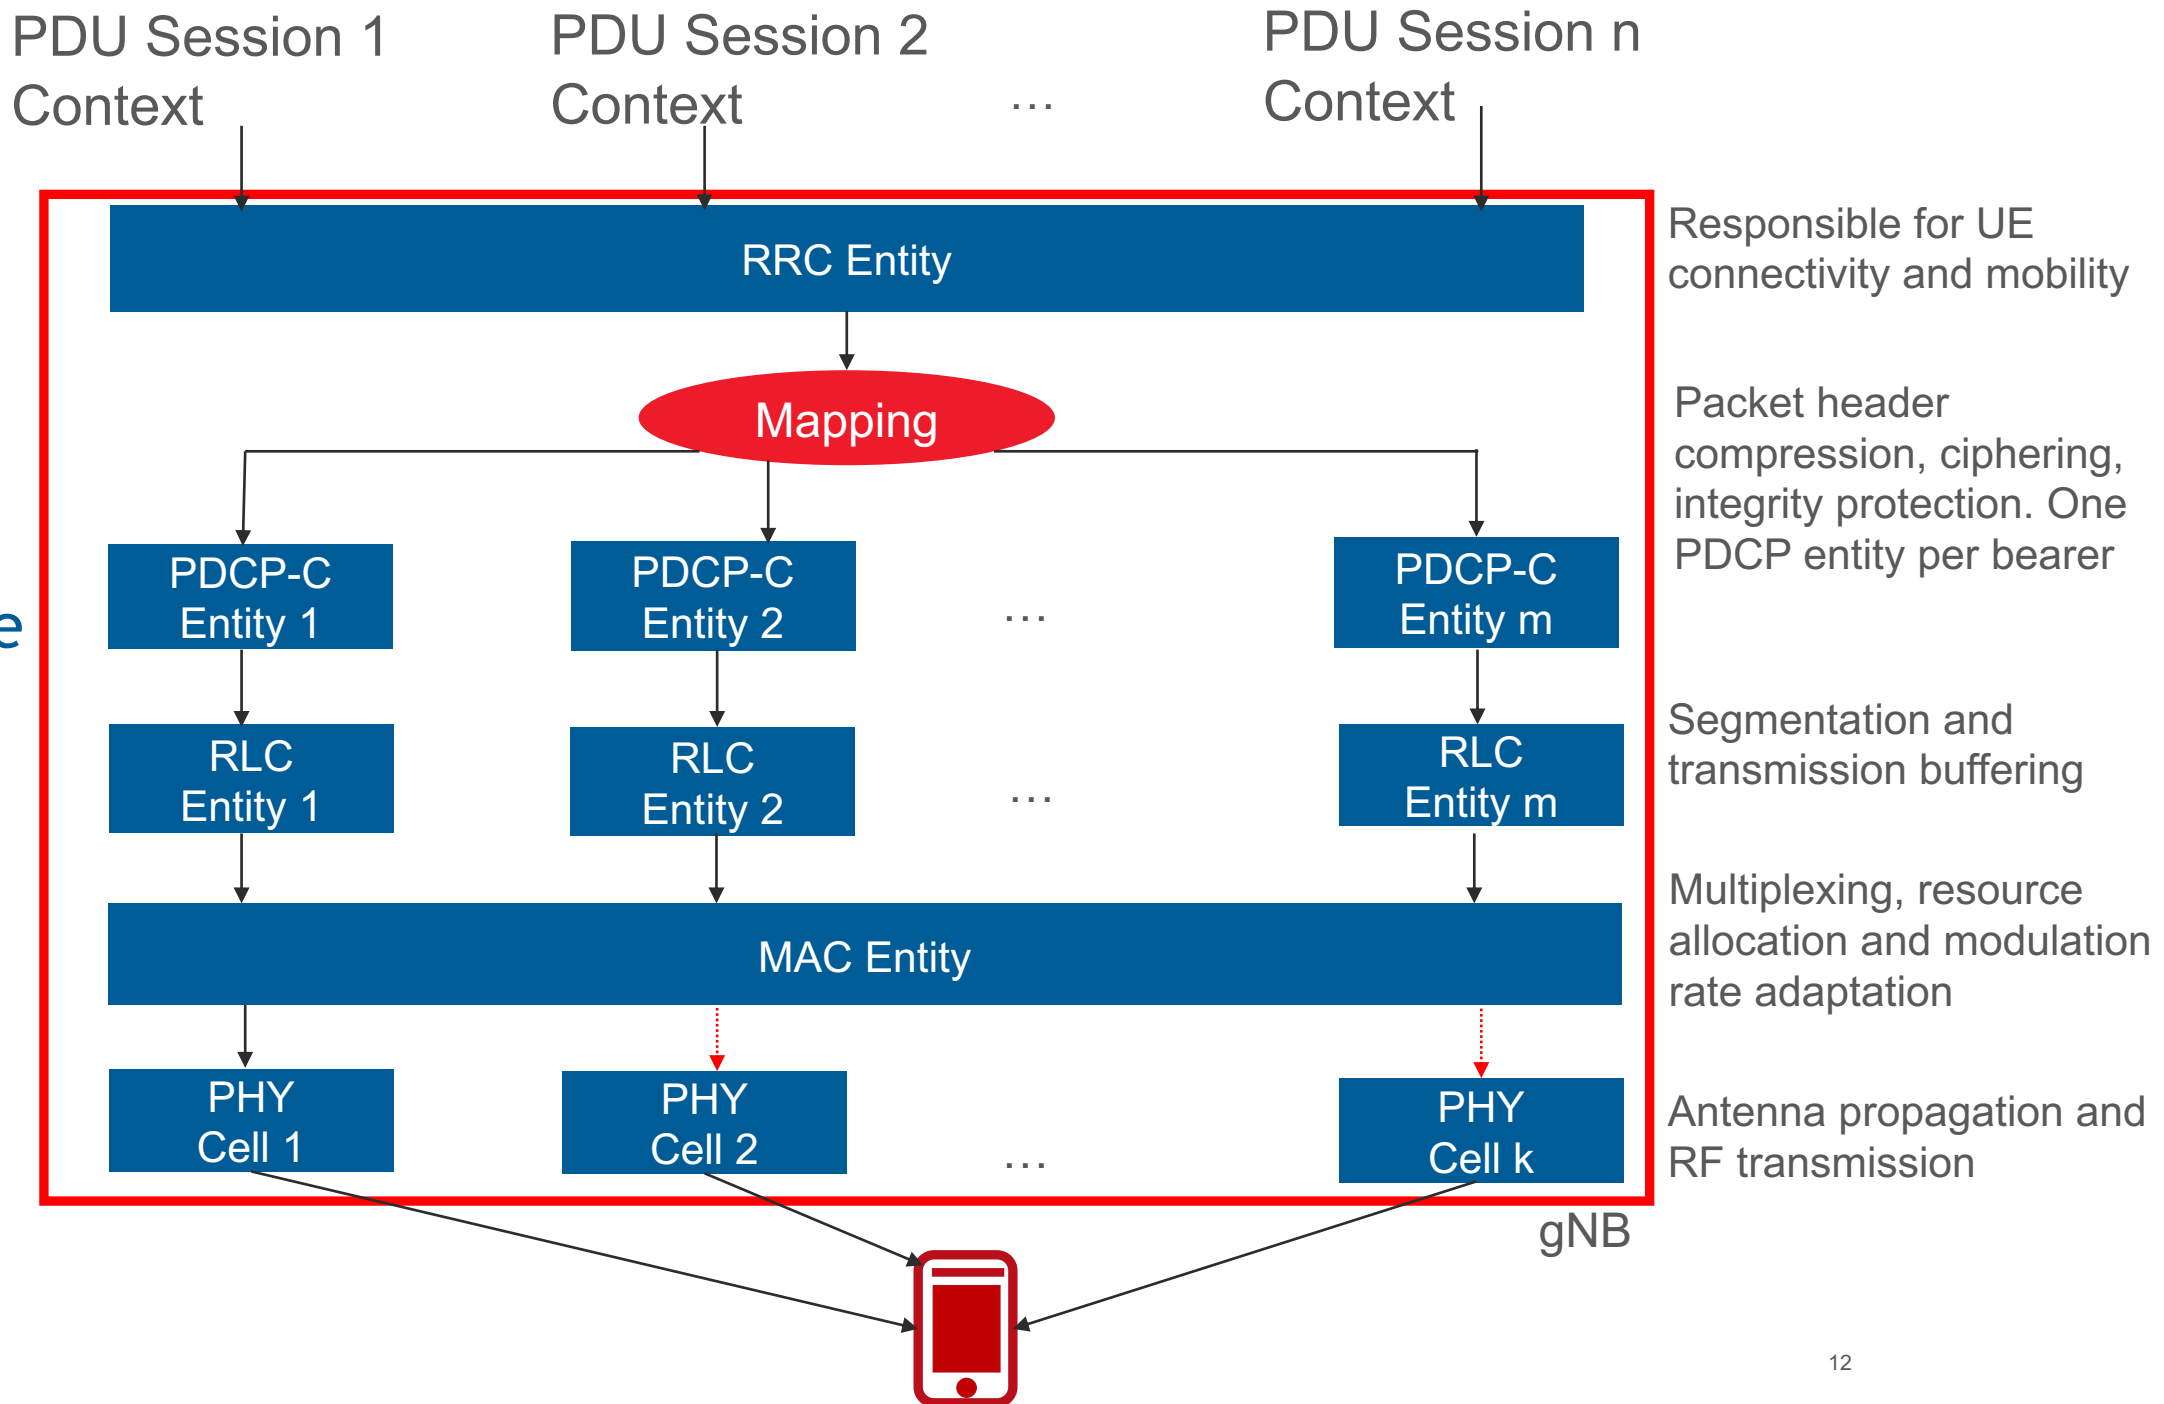 PDU Session 1
Context
PDU Session 2
Context
...
PDU Session n
Context
RRC Entity
Responsible for UE
connectivity and mobility
Mapping
Packet header
compression, ciphering,
integrity protection. One
PDCP entity per bearer
PDCP-C
Entity 1
PDCP-C
Entity 2
...
PDCP-C
Entity m
e
RLC
Entity 1
RLC
Entity 2
...
RLC
Entity m
Segmentation and
transmission buffering
MAC Entity
Multiplexing, resource
allocation and modulation
rate adaptation
PHY
Cell 1
PHY
Cell 2
...
PHY
Cell k
Antenna propagation and
RF transmission
gNB
12